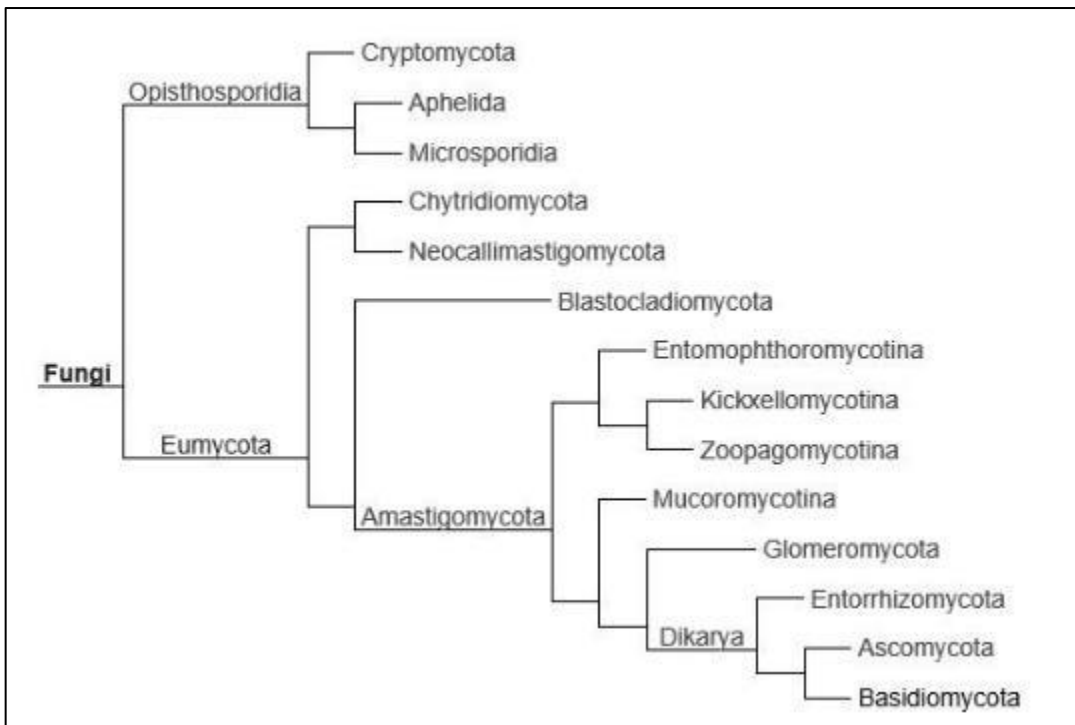 Cryptomycota
Opisthosporidia
Aphelida
Microsporidia
Chytridiomycota
Neocallimastigomycota
Blastocladiomycota
Entomophthoromycotina
Fungi
Kickxellomycotina
Eumycota
Zoopagomycotina
Mucoromycotina
Amastigomycota
Glomeromycota
Entorrhizomycota
Dikarya
Ascomycota
Basidiomycota